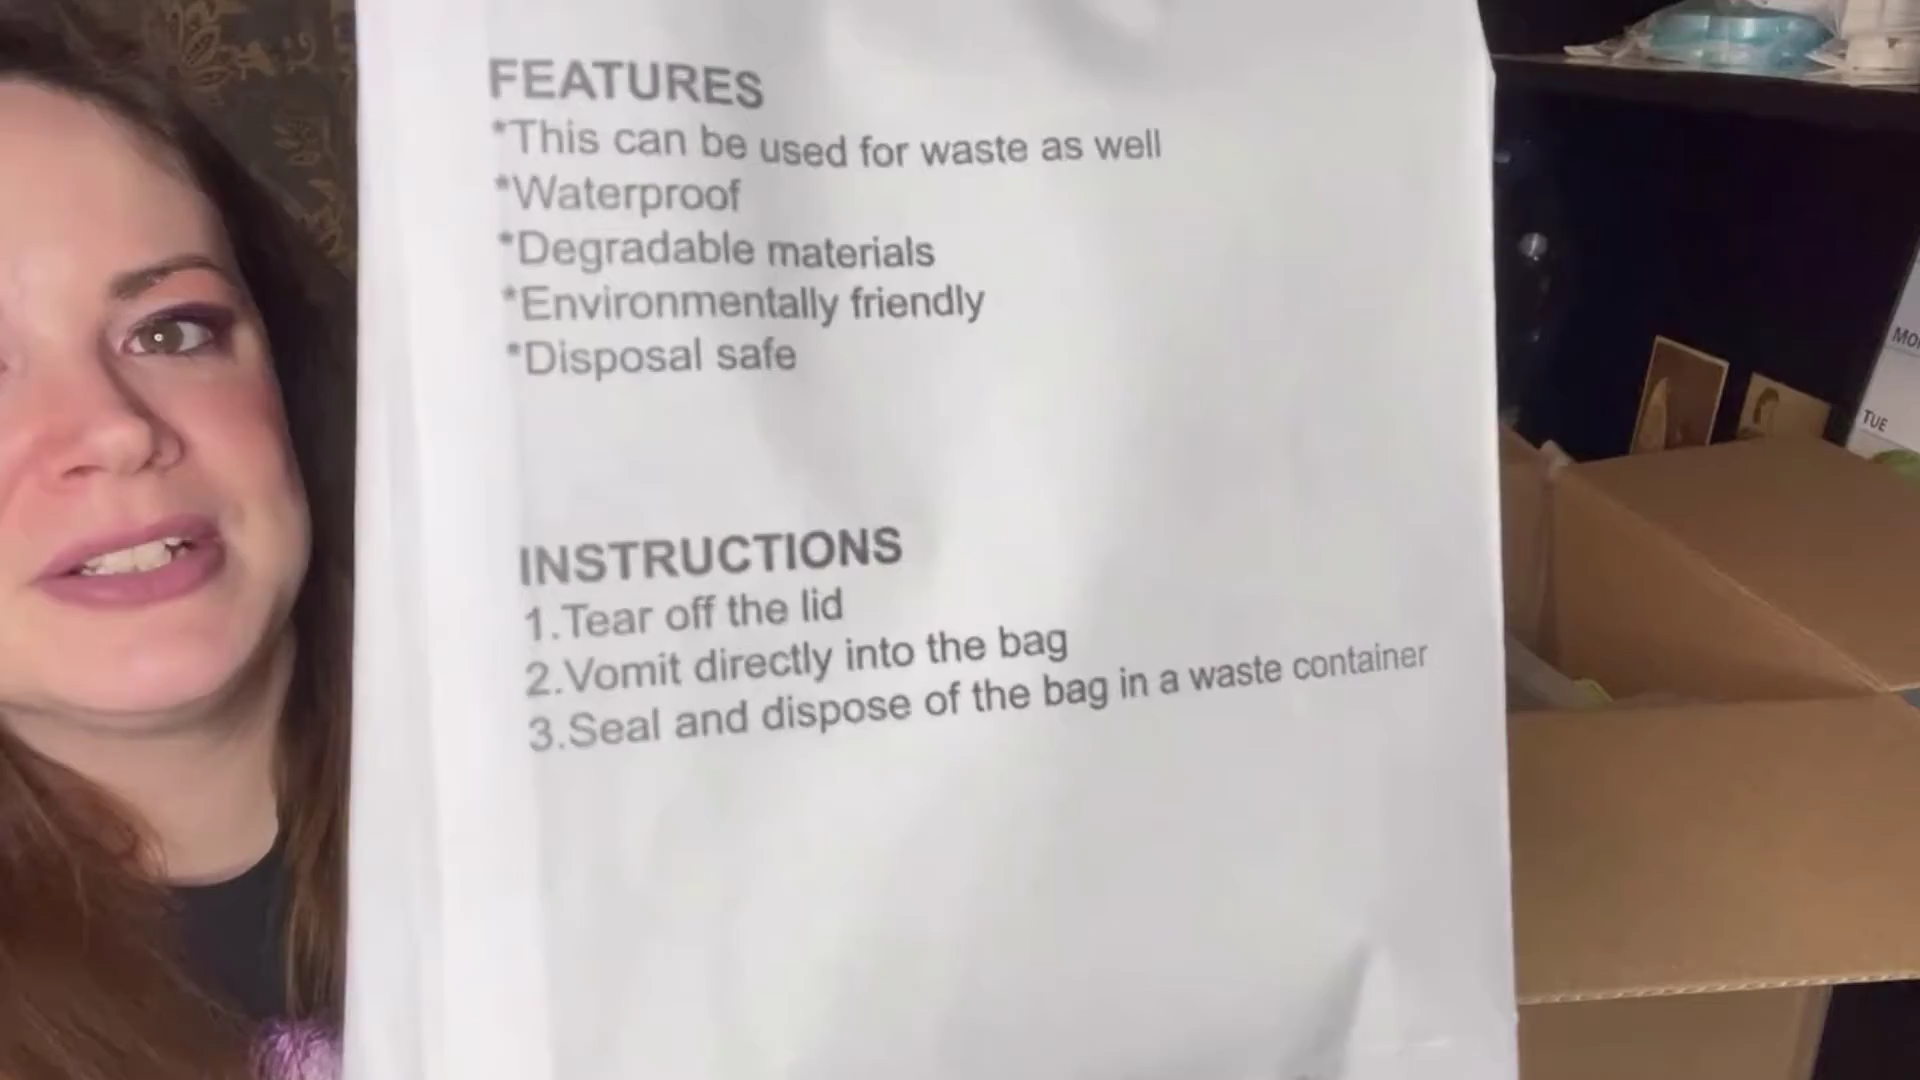 FEATURES
*This can be used for waste as well
*Waterproof
*Degradable materials
*Environmentally friendly
*Disposal safe
INSTRUCTIONS
1.Tear off the lid
2.Vomit directly into the bag
3.Seal and dispose of the bag in a waste container
MO
TUE